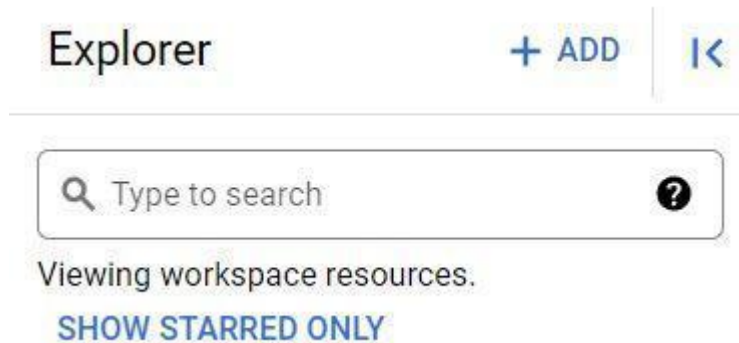 Explorer + ADD
Type to search
Viewing workspace resources.
SHOW STARRED ONLY